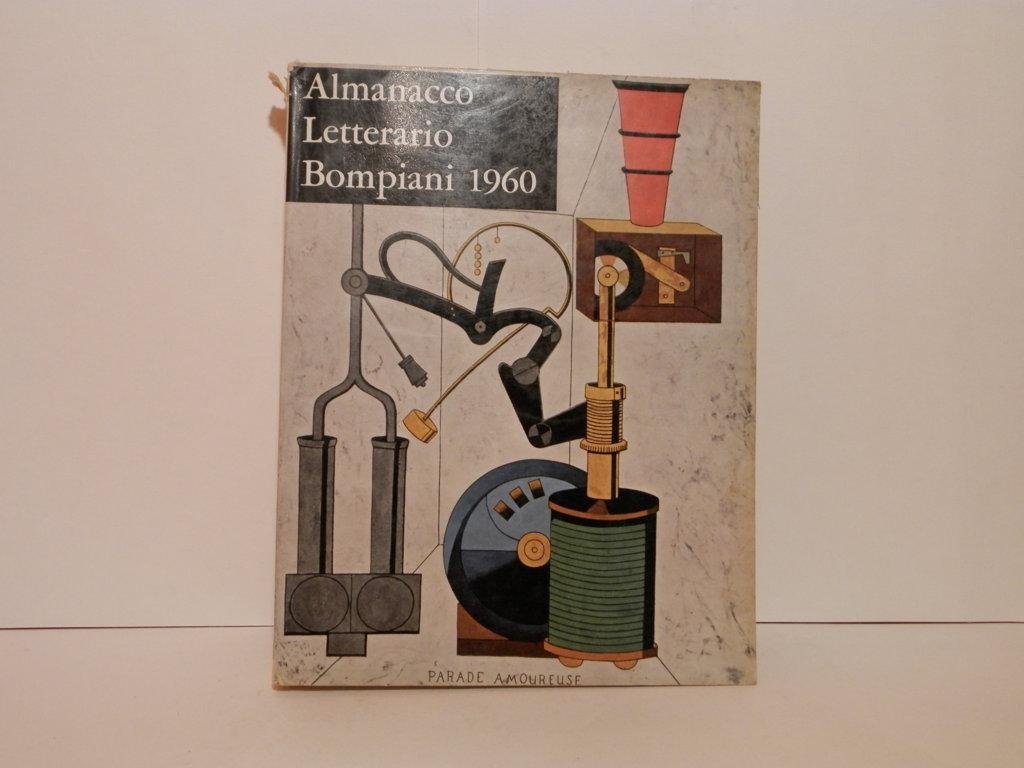 Almanacco
Letterario
Bompiani 1960
PARADE AMOUREUSE